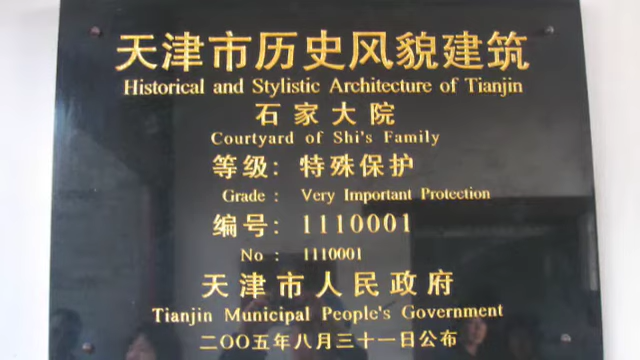 天津市历史风貌建筑
Historical and Stylistic Architecture of Tianjin
石家大院
Courtyard of Shi's Family
等级：特殊保护
Grade : Very Important Protection
编号：1110001
No : 1110001
天津市人民政府
Tianjin Municipal People's Government
二〇〇五年八月三十一日公布